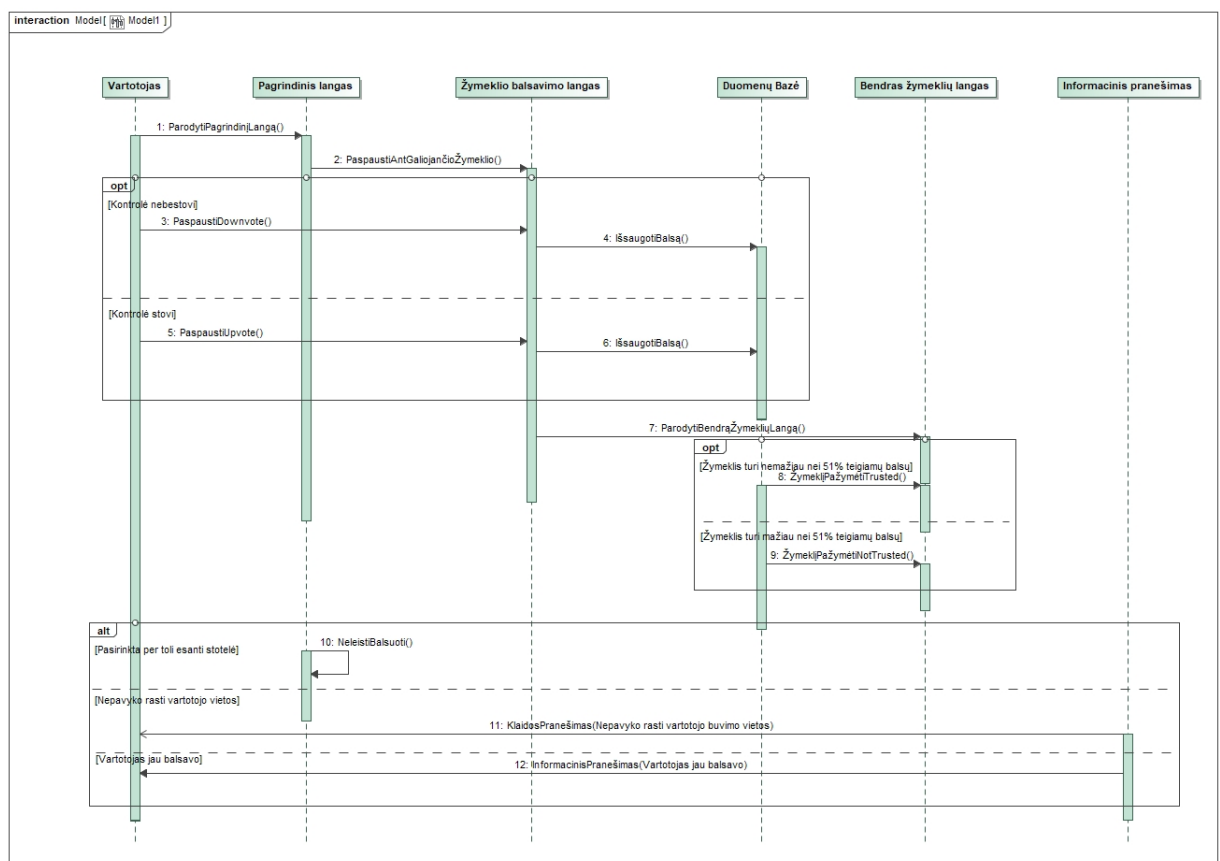 interaction Model [ Model1 ]
Vartotojas
Pagrindinis langas
Žymeklio balsavimo langas
Duomenų Bazė
Bendras žymeklių langas
Informacinis pranešimas
1: ParodytiPagrindinįLangą()
2: PaspaustiAntGaliojančioŽymeklio()
opt
[Kontrolė nebestovi]
3: PaspaustiDownvote()
4: IšsaugotiBalsą()
[Kontrolė stovi]
5: PaspaustiUpvote()
6: IšsaugotiBalsą()
7: ParodytiBendrąŽymekliųLangą()
opt
[Žymeklis turi nemažiau nei 51% teigiamų balsų]
8: ŽymeklįPažymėtiTrusted()
[Žymeklis turi mažiau nei 51% teigiamų balsų]
9: ŽymeklįPažymėtiNotTrusted()
alt
[Pasirinkta per toli esanti stotelė]
10: NeleistiBalsuoti()
[Nepavyko rasti vartotojo vietos]
11: KlaidosPranešimas(Nepavyko rasti vartotojo buvimo vietos)
[Vartotojas jau balsavo]
12: InformacinisPranešimas(Vartotojas jau balsavo)